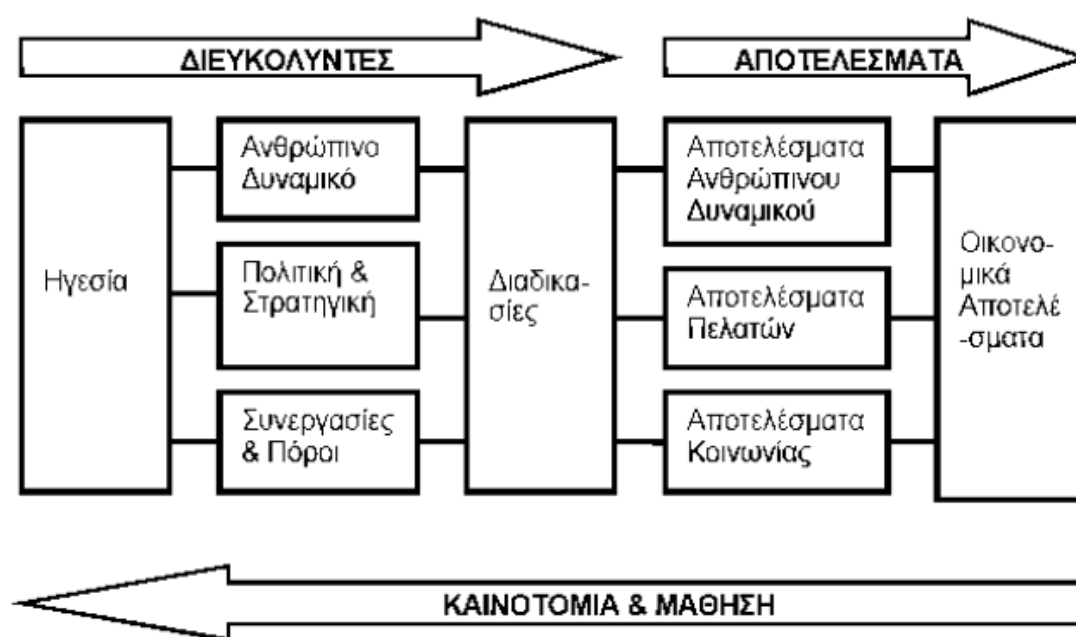 ΔΙΕΥΚΟΛΥΝΤΕΣ
ΑΠΟΤΕΛΕΣΜΑΤΑ
Ηγεσία
Ανθρώπινο
Δυναμικό
Πολιτική &
Στρατηγική
Συνεργασίες
& Πόροι
Διαδικα-
σίες
Αποτελέσματα
Ανθρώπινου
Δυναμικού
Αποτελέσματα
Πελατών
Αποτελέσματα
Κοινωνίας
Οικονο-
μικά
Αποτελέ
-σματα
ΚΑΙΝΟΤΟΜΙΑ & ΜΑΘΗΣΗ